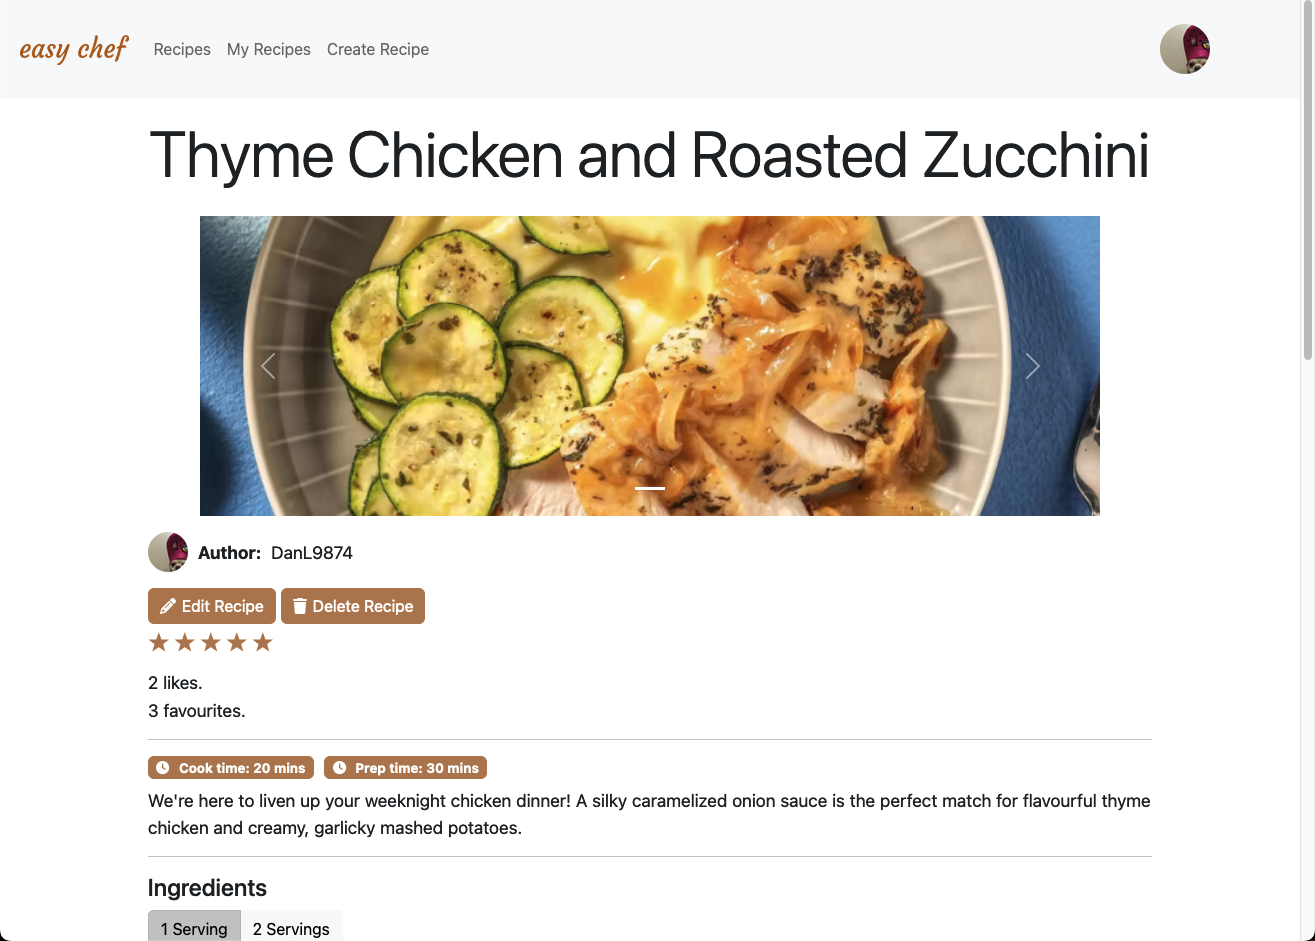 easy chef
Recipes
My Recipes
Create Recipe
Thyme Chicken and Roasted Zucchini
Author: DanL9874
Edit Recipe
Delete Recipe
2 likes.
3 favourites.
Cook time: 20 mins
Prep time: 30 mins
We're here to liven up your weeknight chicken dinner! A silky caramelized onion sauce is the perfect match for flavourful thyme
chicken and creamy, garlicky mashed potatoes.
Ingredients
1 Serving
2 Servings